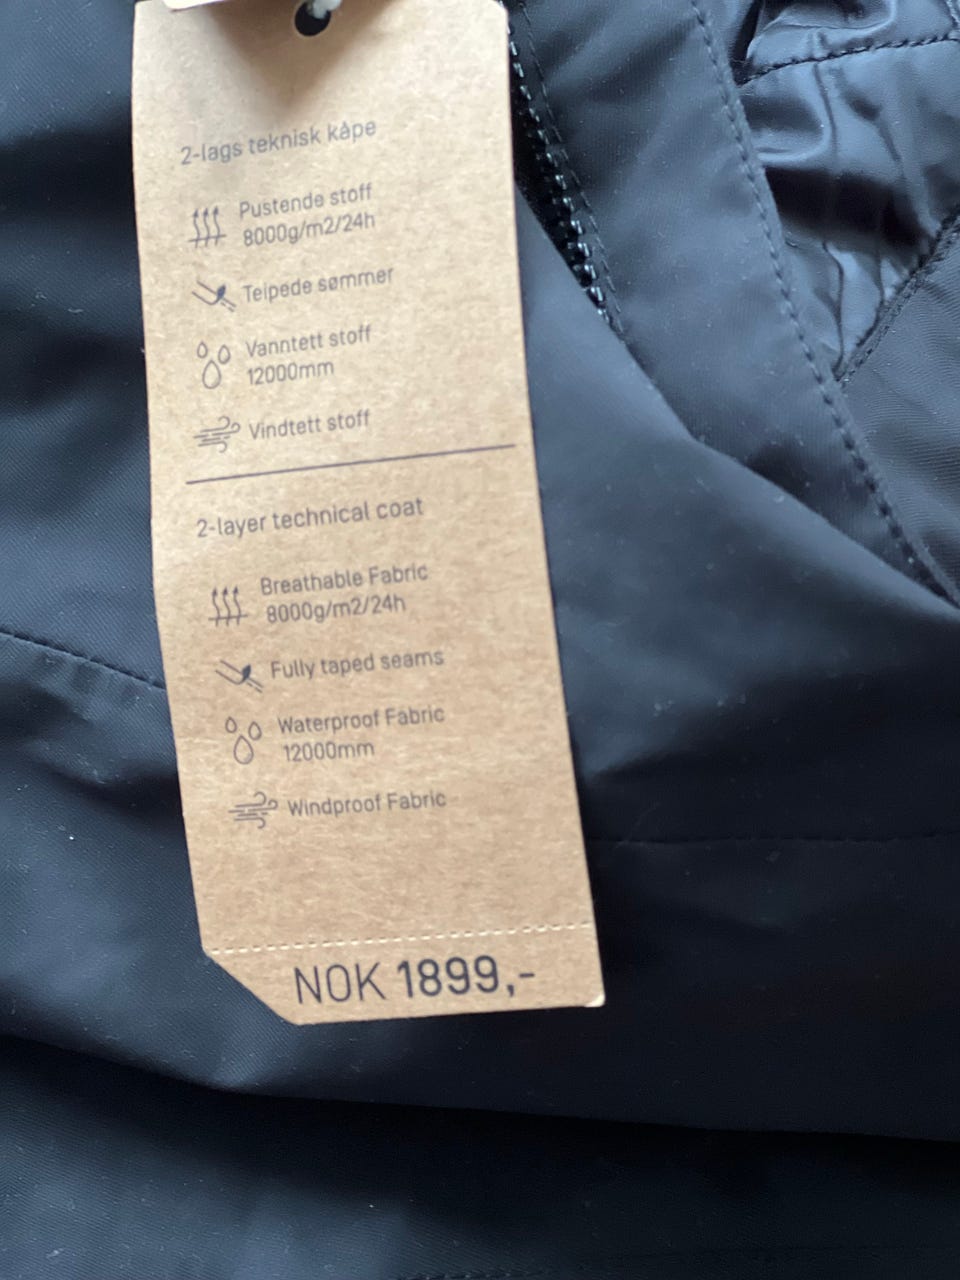 2-lags teknisk kåpe
Pustende stoff
8000g/m2/24h
Teipede sømmer
Vanntett stoff
12000mm
Vindtett stoff
2-layer technical coat
Breathable Fabric
8000g/m2/24h
Fully taped seams
Waterproof Fabric
12000mm
Windproof Fabric
NOK 1899,-